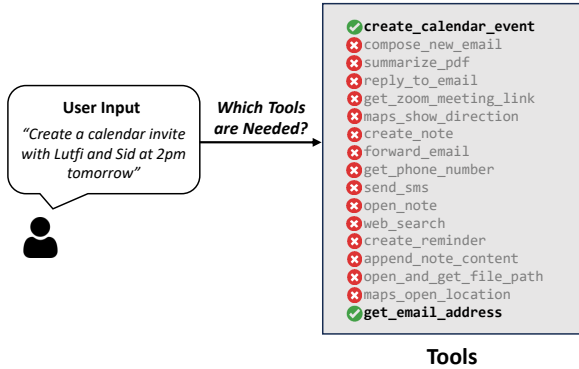 User Input
“Create a calendar invite
with Lutfi and Sid at 2pm
tomorrow”
Which Tools
are Needed?
create_calendar_event
compose_new_email
summarize_pdf
reply_to_email
get_zoom_meeting_link
maps_show_direction
create_note
forward_email
get_phone_number
send_sms
open_note
web_search
create_reminder
append_note_content
open_and_get_file_path
maps_open_location
get_email_address
Tools